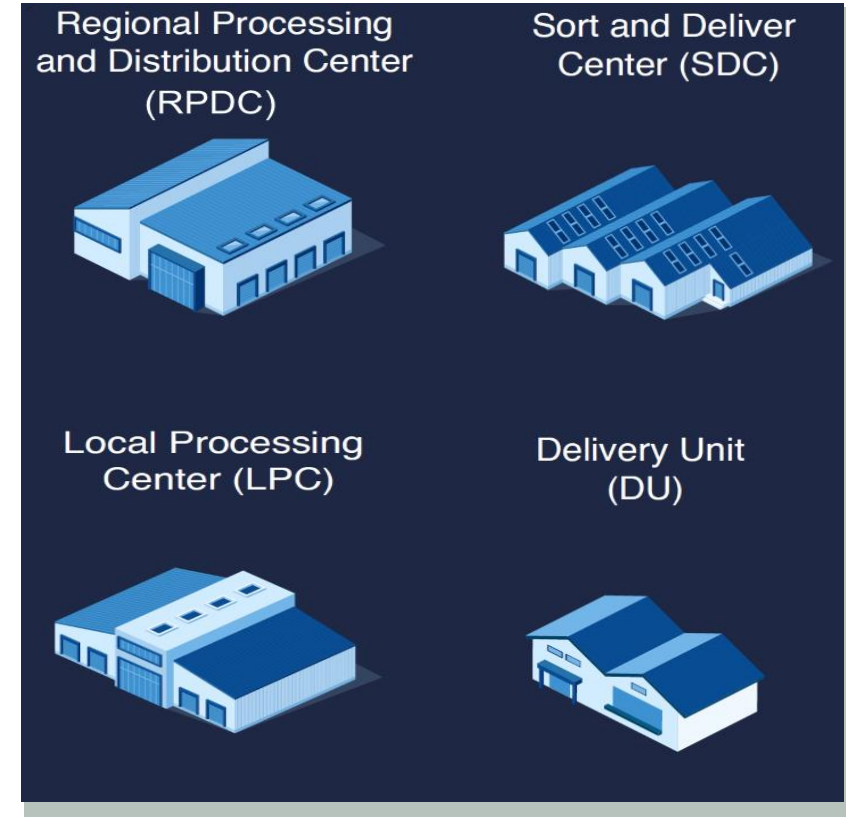 Regional Processing
and Distribution Center
(RPDC)
Sort and Deliver
Center (SDC)
Local Processing
Center (LPC)
Delivery Unit
(DU)